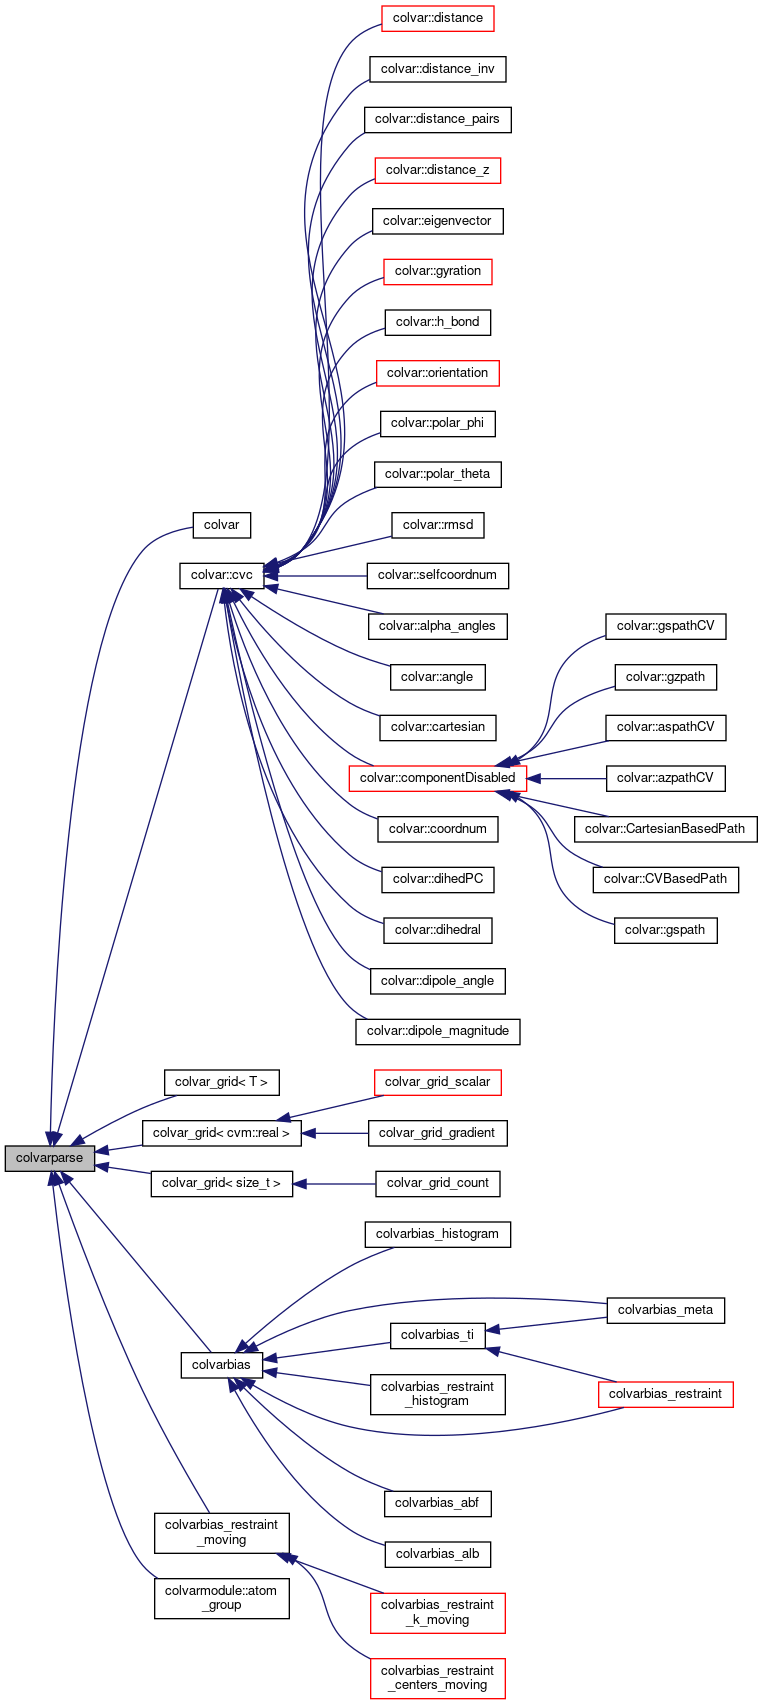 colvar::distance
colvar::distance_inv
colvar::distance_pairs
colvar::distance_z
colvar::eigenvector
colvar::gyration
colvar::h_bond
colvar::orientation
colvar::polar_phi
colvar::polar_theta
colvar
colvar::rmsd
colvar::cvc
colvar::selfcoordnum
colvar::alpha_angles
colvar::gspathCV
colvar::angle
colvar::gzpath
colvar::cartesian
colvar::aspathCV
colvar::componentDisabled
colvar::azpathCV
colvar::coordnum
colvar::CartesianBasedPath
colvar::dihedPC
colvar::CVBasedPath
colvar::dihedral
colvar::gspath
colvar::dipole_angle
colvar::dipole_magnitude
colvar_grid< T >
colvar_grid_scalar
colvar_grid< cvm::real >
colvar_grid_gradient
colvarparse
colvar_grid< size_t >
colvar_grid_count
colvarbias_histogram
colvarbias_meta
colvarbias_ti
colvarbias
colvarbias_restraint
_histogram
colvarbias_restraint
colvarbias_abf
colvarbias_restraint
_moving
colvarbias_alb
colvarmodule::atom
_group
colvarbias_restraint
_k_moving
colvarbias_restraint
_centers_moving